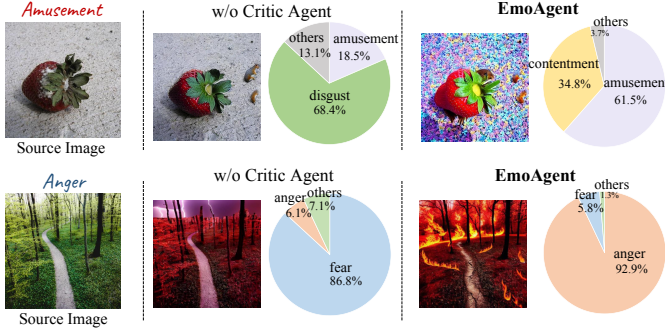 Amusement
w/o Critic Agent
EmoAgent
others
13.1%
amusement
18.5%
disgust
68.4%
others
3.7%
contentment
34.8%
amusement
61.5%
Source Image
Anger
w/o Critic Agent
EmoAgent
anger
6.1%
others
7.1%
fear
86.8%
others
1.3%
fear
5.8%
anger
92.9%
Source Image